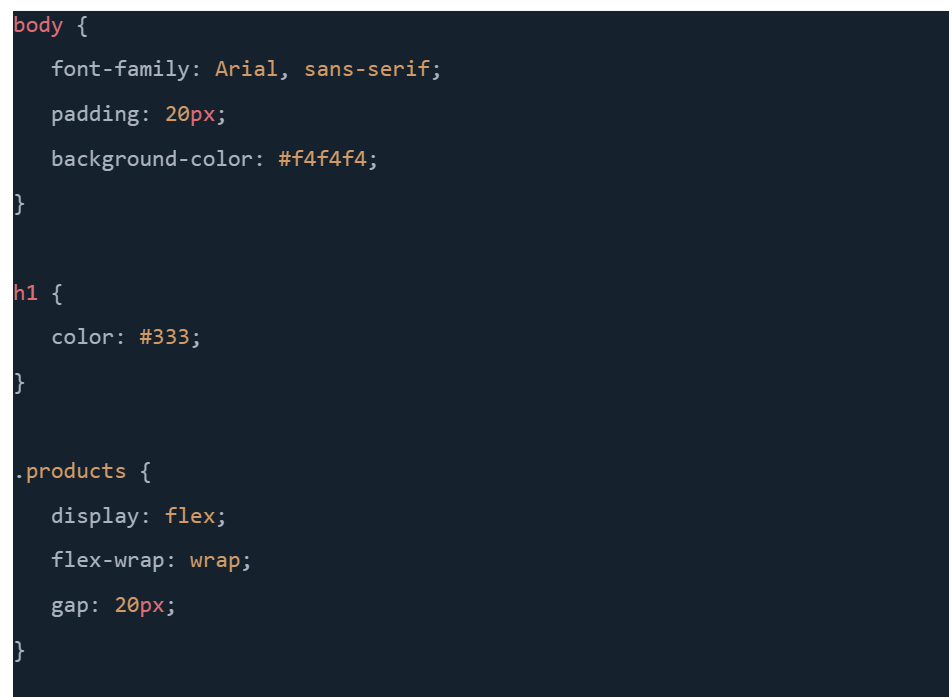 body {
   font-family: Arial, sans-serif;
   padding: 20px;
   background-color: #f4f4f4;
}
h1 {
   color: #333;
}
.products {
   display: flex;
   flex-wrap: wrap;
   gap: 20px;
}